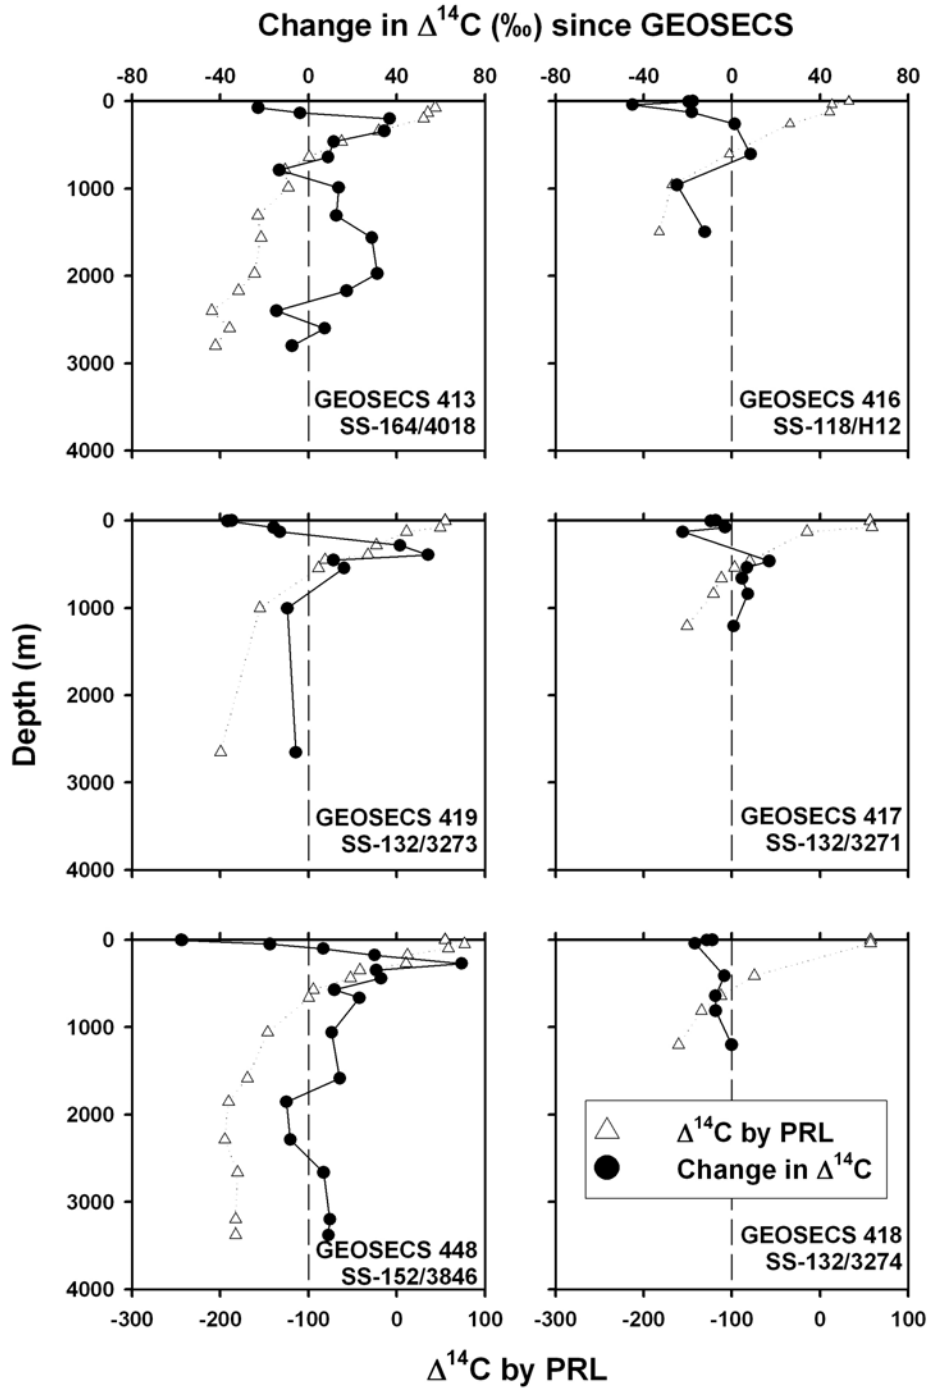 Change in Δ¹⁴C (‰) since GEOSECS
-80 -40 0 40 80
-80 -40 0 40 80
0
1000
2000
3000
4000
GEOSECS 413
SS-164/4018
GEOSECS 416
SS-118/H12
Depth (m)
0
1000
2000
3000
4000
GEOSECS 419
SS-132/3273
GEOSECS 417
SS-132/3271
0
1000
2000
3000
4000
GEOSECS 448
SS-152/3846
Δ¹⁴C by PRL
Change in Δ¹⁴C
GEOSECS 418
SS-132/3274
-300 -200 -100 0 100
-300 -200 -100 0 100
Δ¹⁴C by PRL